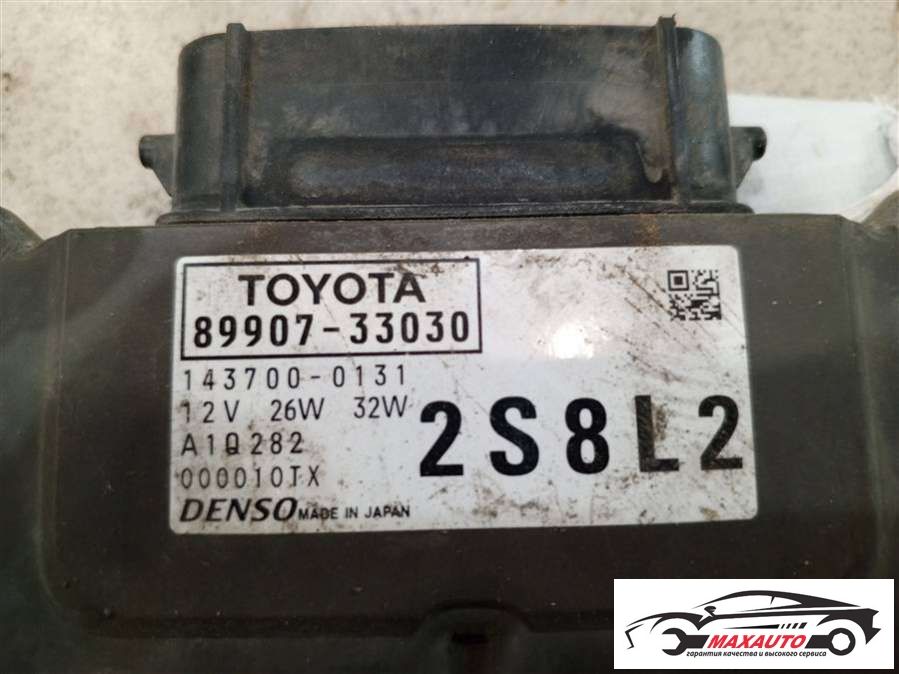 TOYOTA
89907-33030
143700-0131
12V 26W 32W
A1Q282
000010TX
2S8L2
DENSO MADE IN JAPAN
MAXAUTO
гарантия качества и высокого сервиса